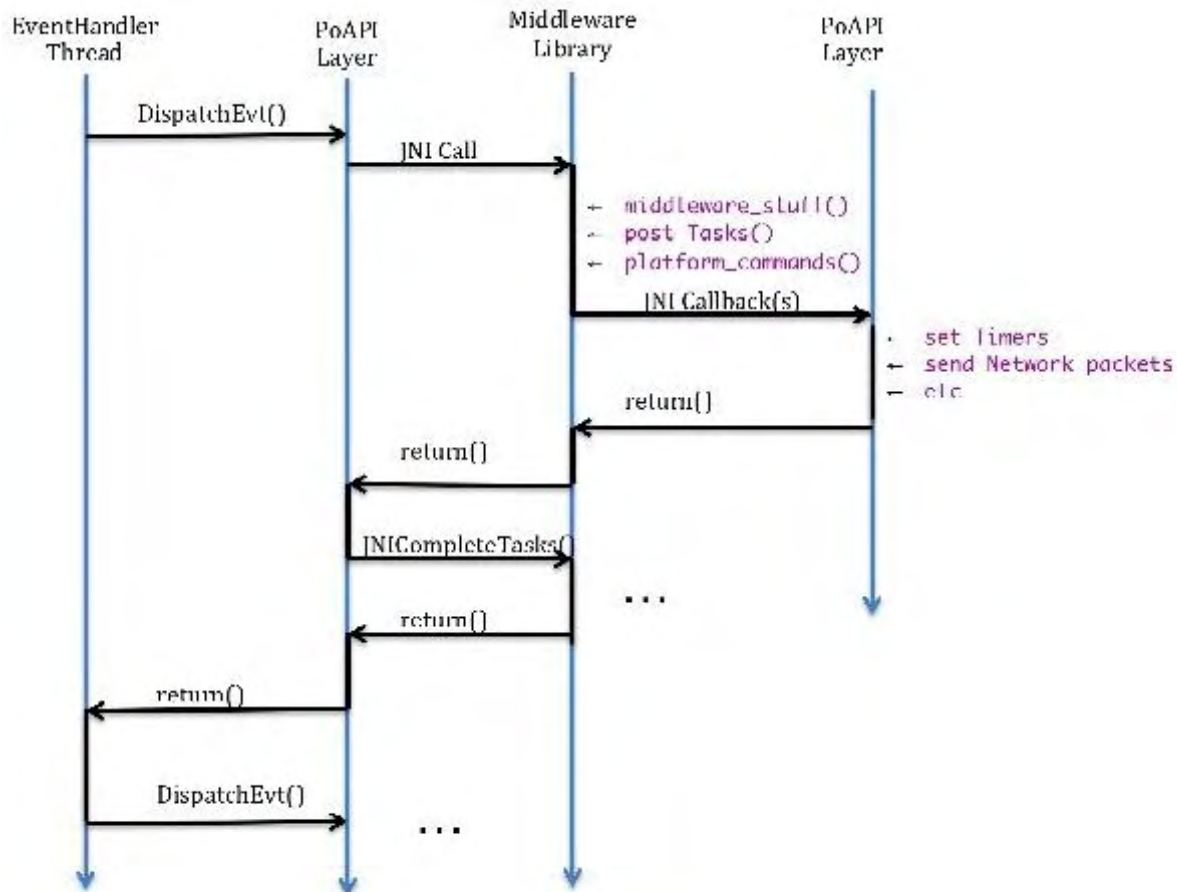 EventHandler
Thread
PoAPI
Layer
Middleware
Library
PoAPI
Layer
DispatchEvt()
JNI Call
← middleware_stuff()
← post Tasks()
← platform_commands()
JNI Callback(s)
set Timers
← send Network packets
← etc
return()
return()
JNICompleteTasks()
...
return()
return()
DispatchEvt()
...